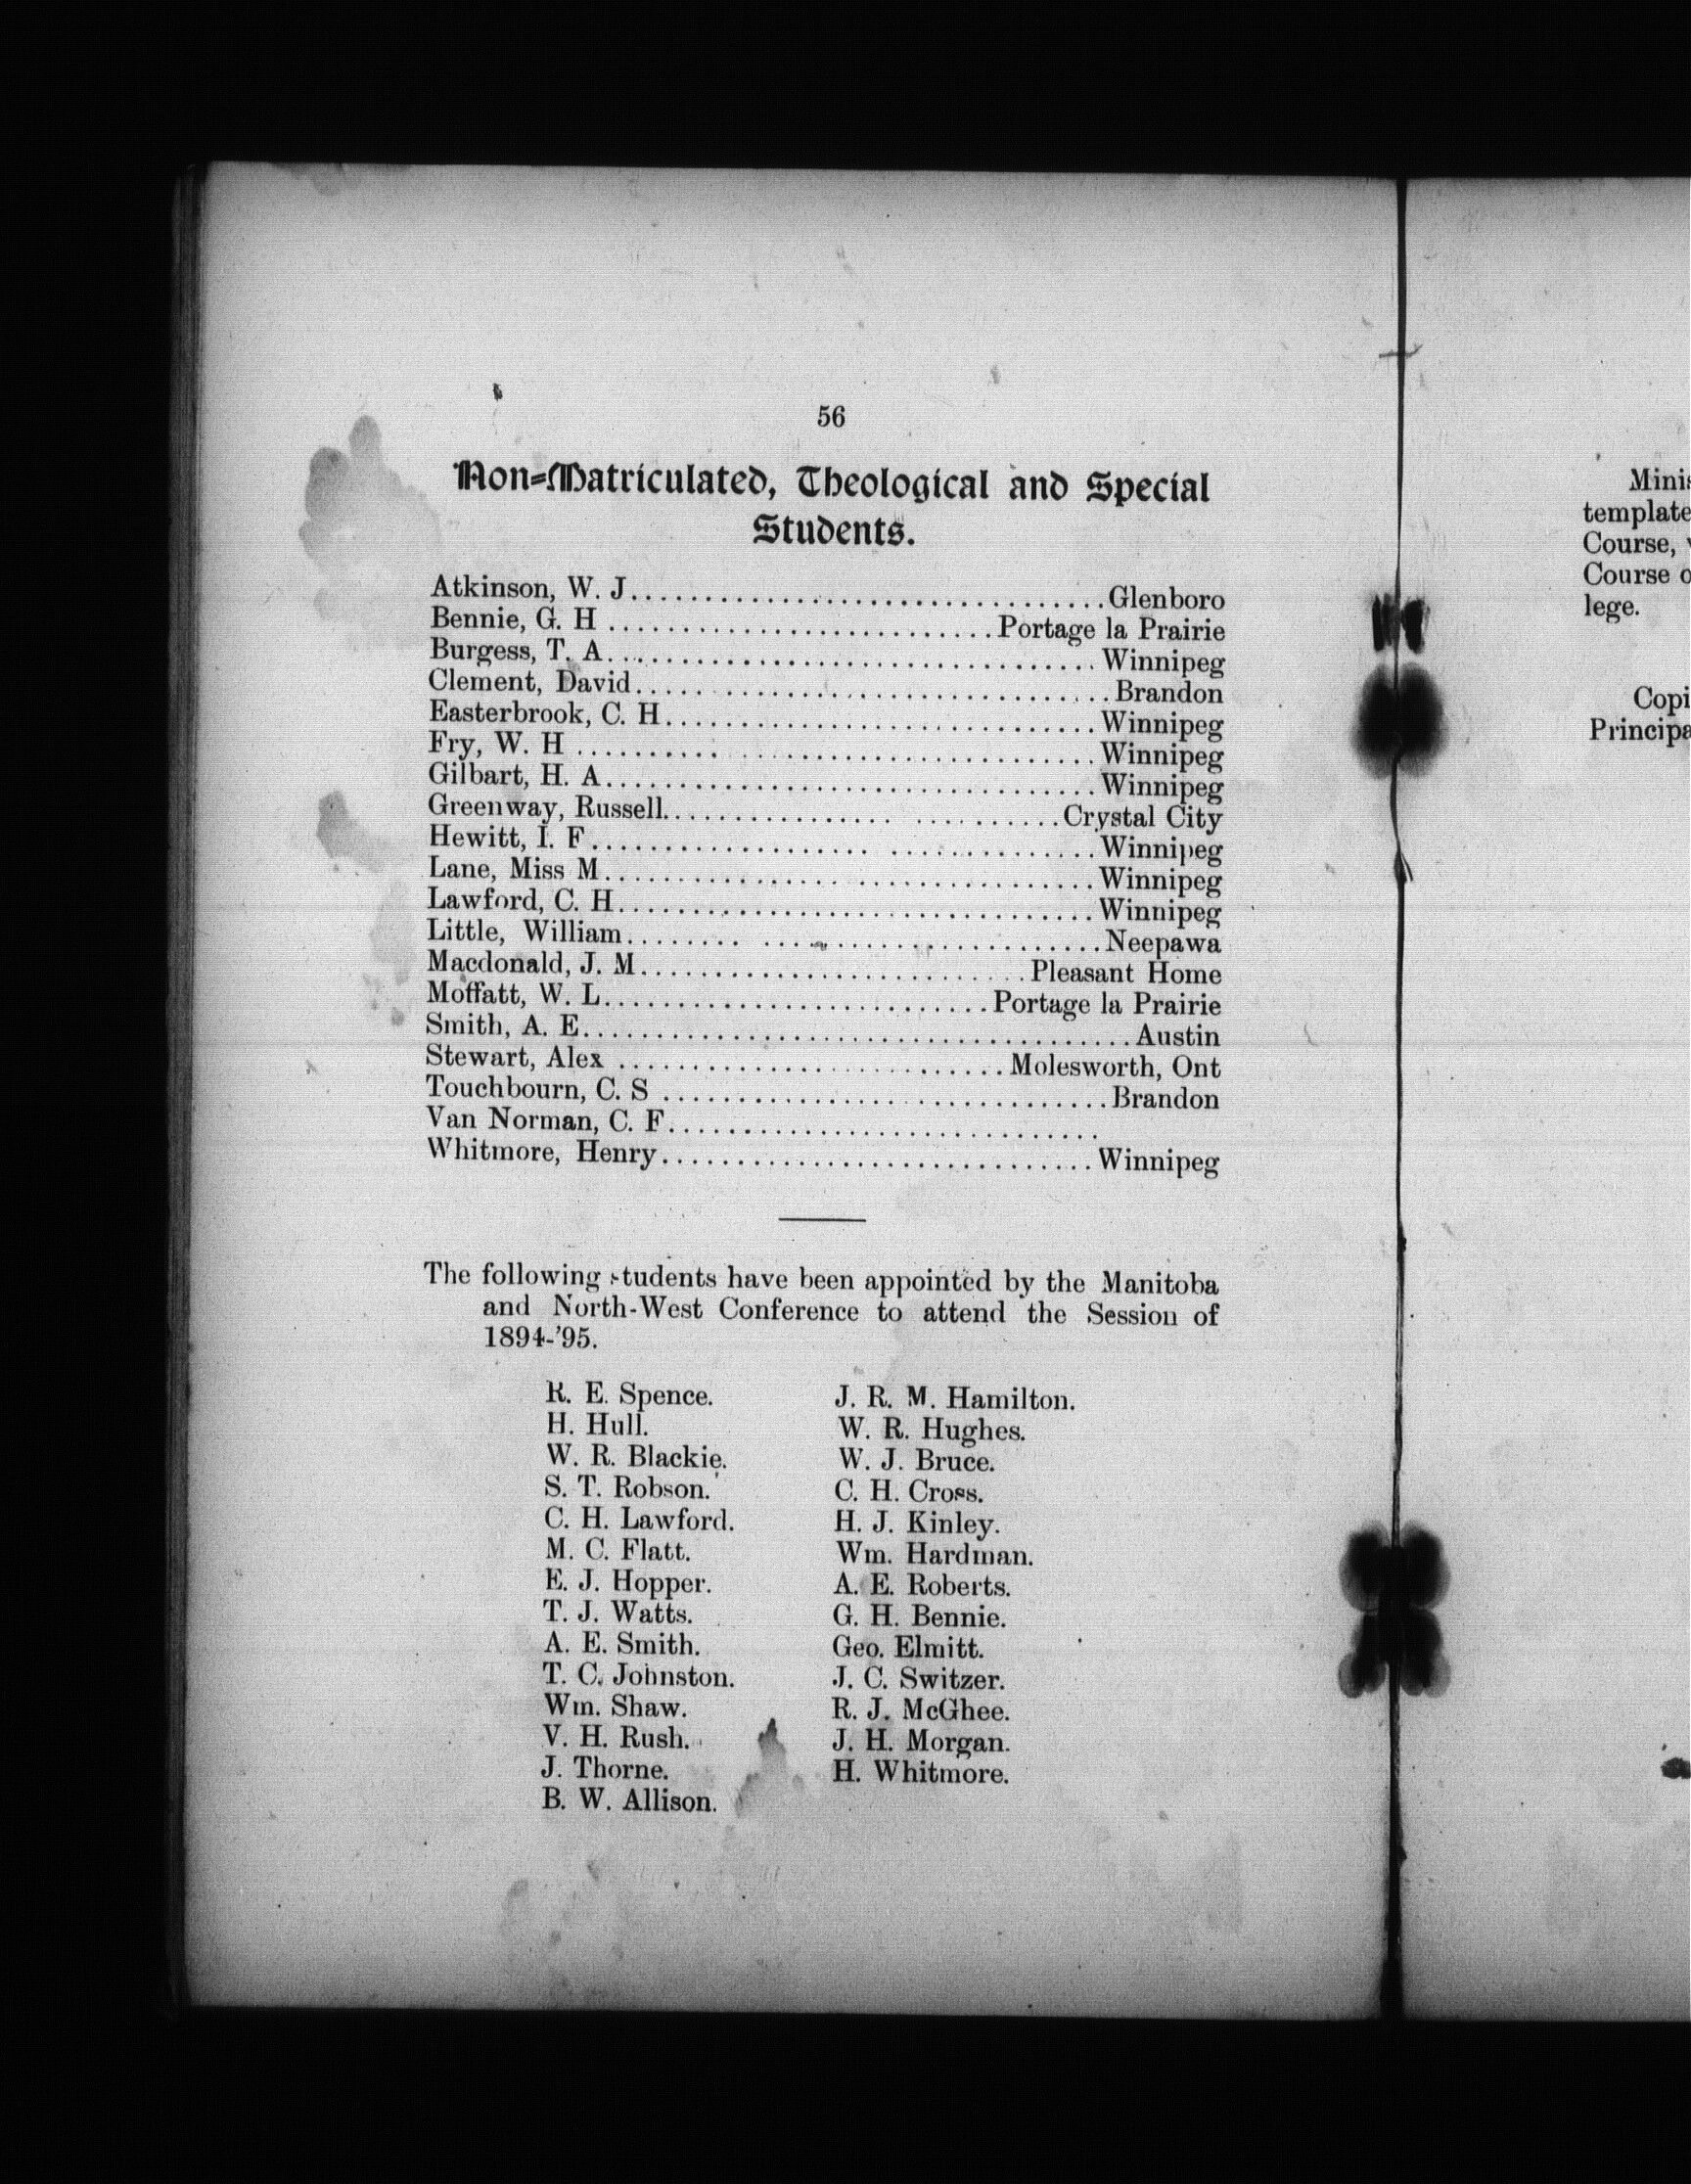 56
Non-Matriculated, Theological and Special
Students.
Atkinson, W. J................................Glenboro
Bennie, G. H ..........................Portage la Prairie
Burgess, T. A.................................Winnipeg
Clement, David................................Brandon
Easterbrook, C. H.............................Winnipeg
Fry, W. H ...................................Winnipeg
Gilbart, H. A.................................Winnipeg
Greenway, Russell................ ..........Crystal City
Hewitt, I. F................... ..............Winnipeg
Lane, Miss M.................................Winnipeg
Lawford, C. H................................Winnipeg
Little, William........ .......................Neepawa
Macdonald, J. M..........................Pleasant Home
Moffatt, W. L..........................Portage la Prairie
Smith, A. E.....................................Austin
Stewart, Alex ..........................Molesworth, Ont
Touchbourn, C. S ..............................Brandon
Van Norman, C. F.............................
Whitmore, Henry.............................Winnipeg
The following students have been appointed by the Manitoba
and North-West Conference to attend the Session of
1894-'95.
R. E. Spence.
H. Hull.
W. R. Blackie.
S. T. Robson.
C. H. Lawford.
M. C. Flatt.
E. J. Hopper.
T. J. Watts.
A. E. Smith.
T. C. Johnston.
Wm. Shaw.
V. H. Rush.
J. Thorne.
B. W. Allison.
J. R. M. Hamilton.
W. R. Hughes.
W. J. Bruce.
C. H. Cross.
H. J. Kinley.
Wm. Hardman.
A. E. Roberts.
G. H. Bennie.
Geo. Elmitt.
J. C. Switzer.
R. J. McGhee.
J. H. Morgan.
H. Whitmore.
Minis
template
Course,
Course o
lege.
Copi
Principa